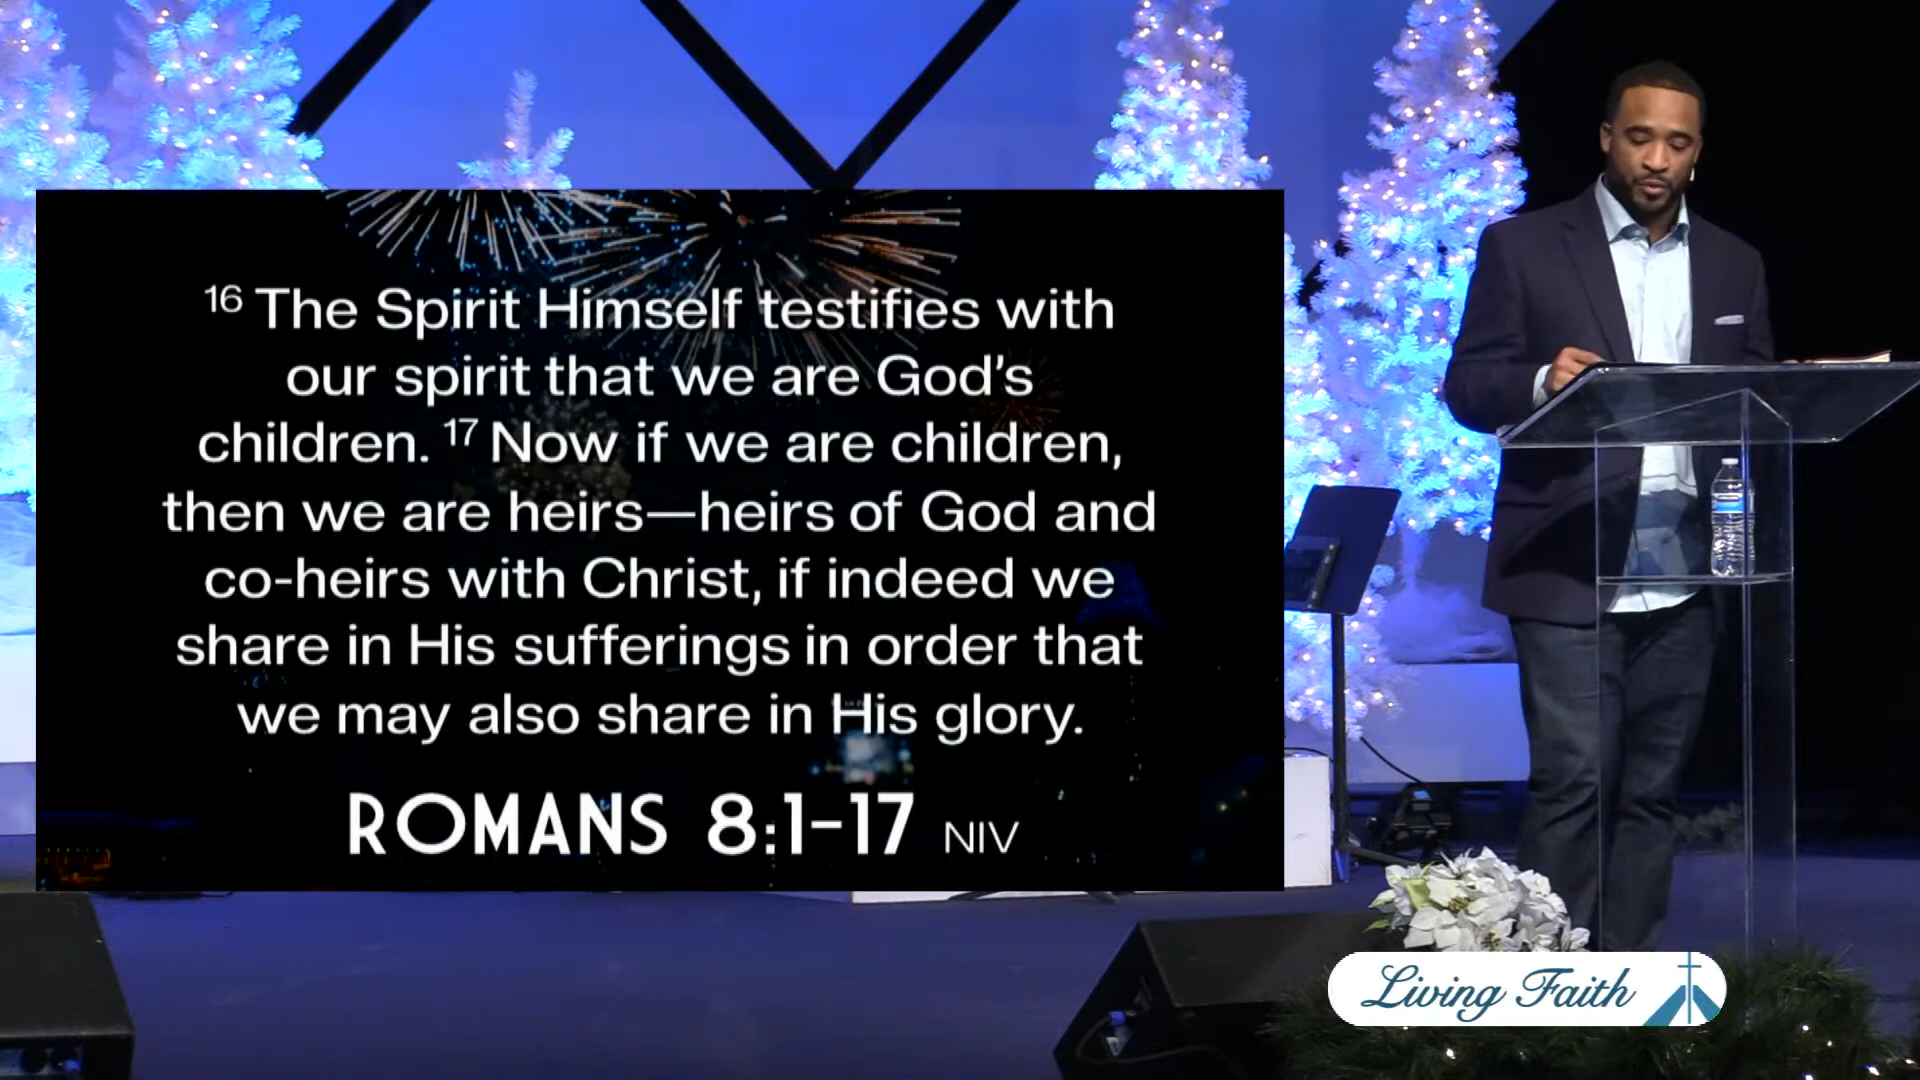 16 The Spirit Himself testifies with
our spirit that we are God's
children. 17 Now if we are children,
then we are heirs—heirs of God and
co-heirs with Christ, if indeed we
share in His sufferings in order that
we may also share in His glory.
ROMANS 8:1-17 NIV
Living Faith